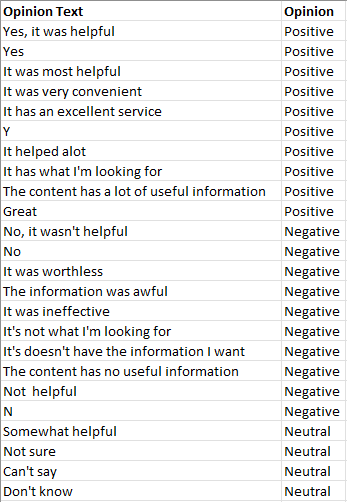 Opinion Text Opinion
Yes, it was helpful Positive
Yes Positive
It was most helpful Positive
It was very convenient Positive
It has an excellent service Positive
Y Positive
It helped alot Positive
It has what I'm looking for Positive
The content has a lot of useful information Positive
Great Positive
No, it wasn't helpful Negative
No Negative
It was worthless Negative
The information was awful Negative
It was ineffective Negative
It's not what I'm looking for Negative
It's doesn't have the information I want Negative
The content has no useful information Negative
Not  helpful Negative
N Negative
Somewhat helpful Neutral
Not sure Neutral
Can't say Neutral
Don't know Neutral